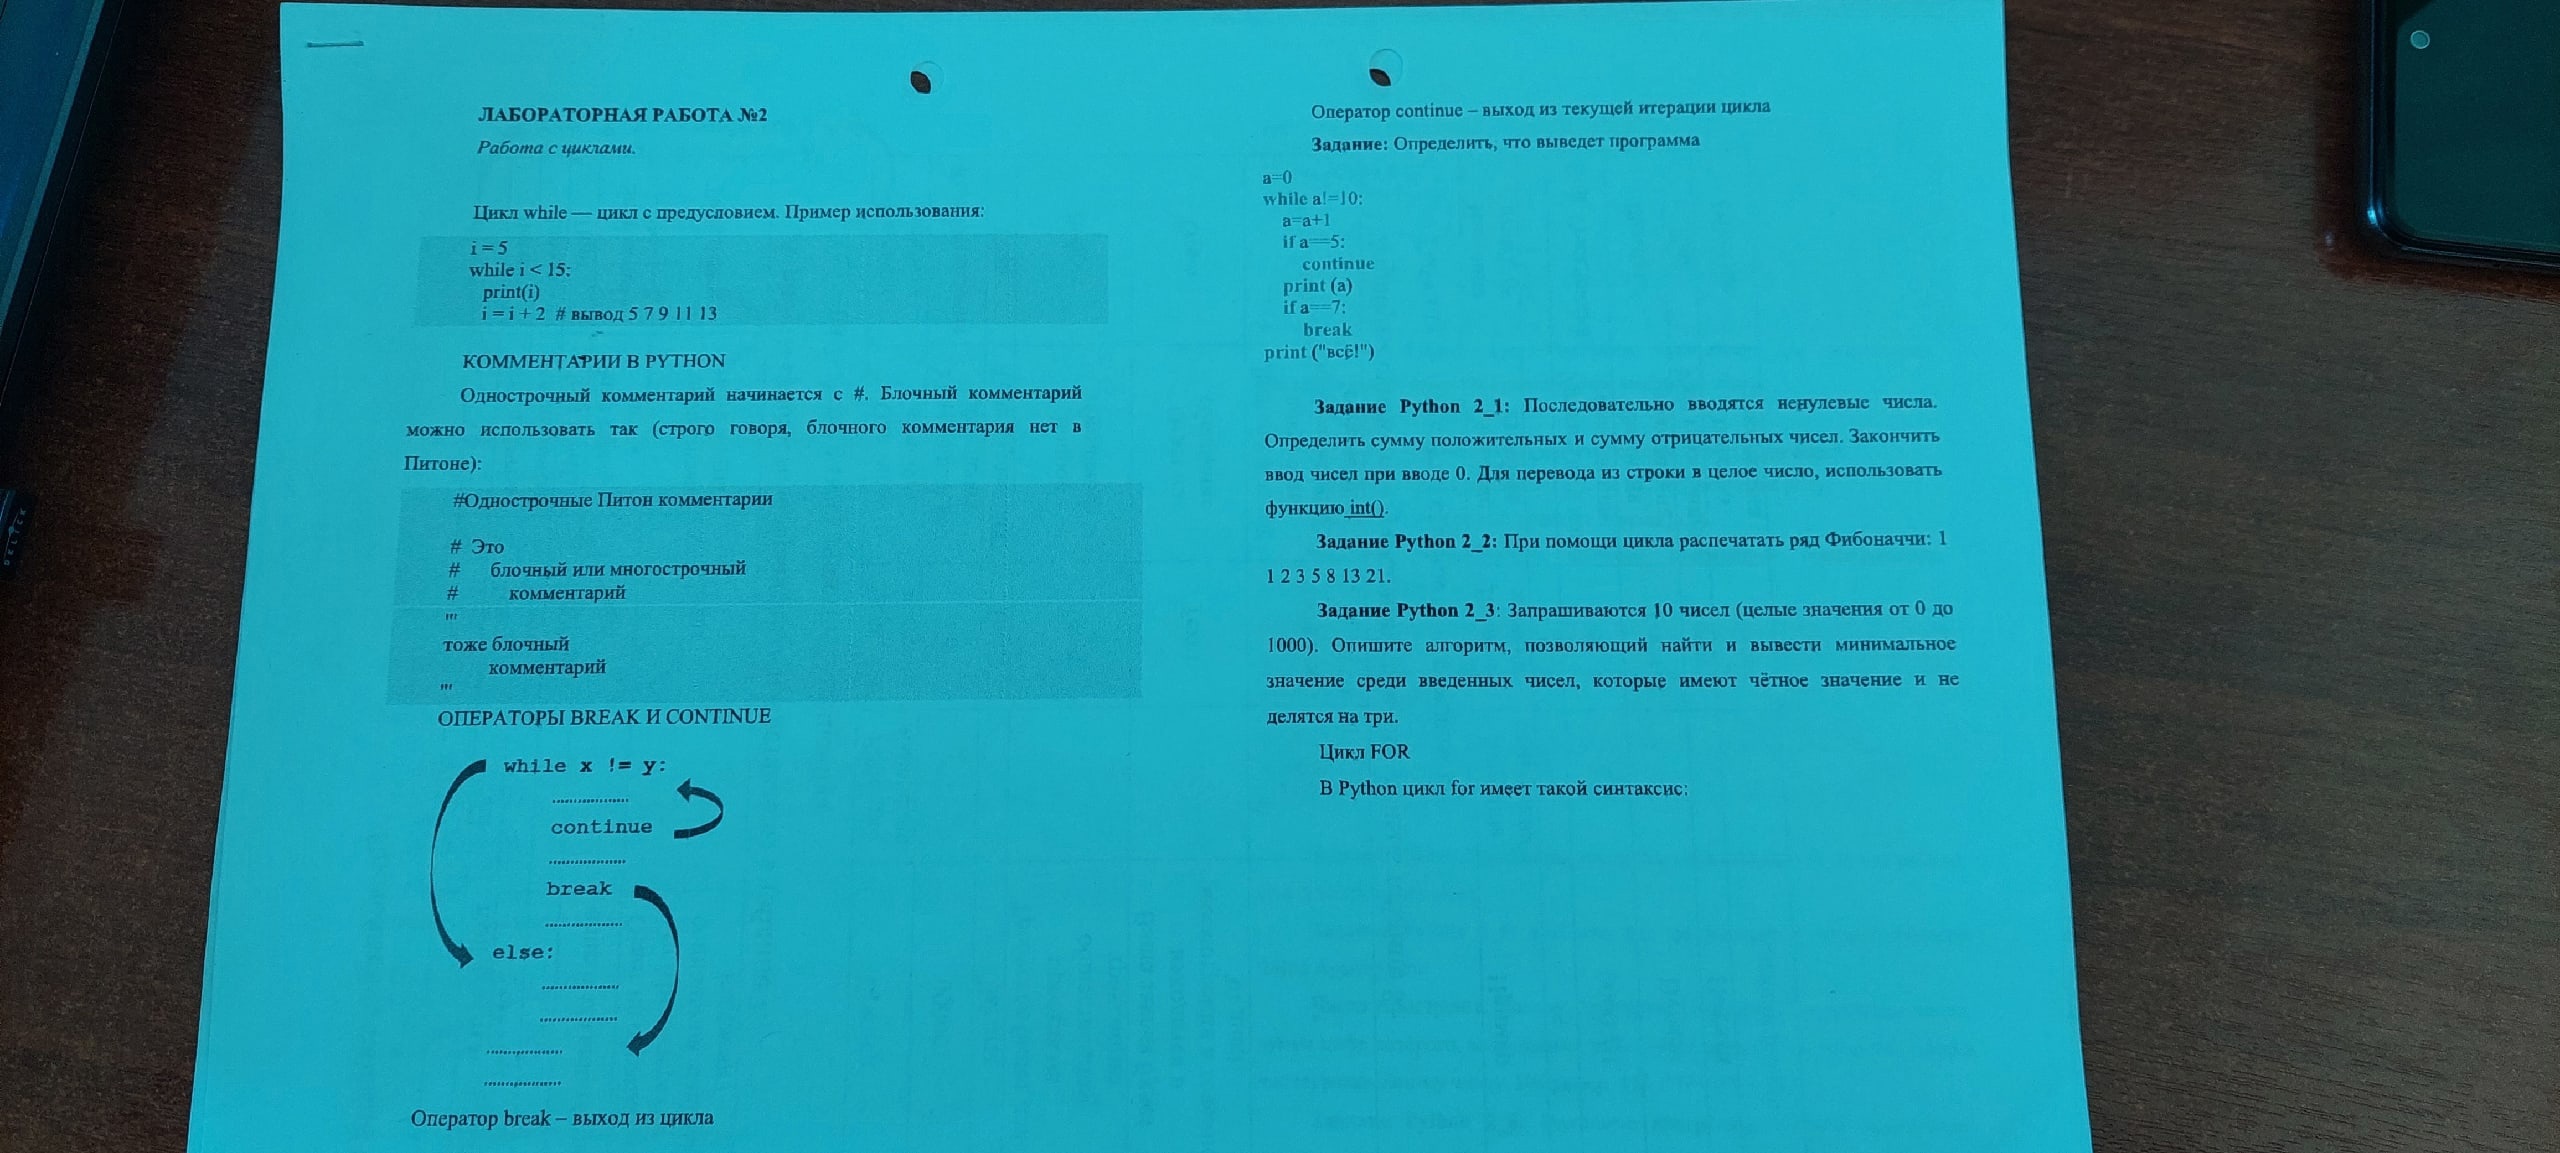 ЛАБОРАТОРНАЯ РАБОТА №2
Работа с циклами.
Цикл while — цикл с предусловием. Пример использования:
i = 5
while i < 15:
print(i)
i = i + 2 # вывод 5 7 9 11 13
КОММЕНТАРИИ В PYTHON
Однострочный комментарий начинается с #. Блочный комментарий
можно использовать так (строго говоря, блочного комментария нет в
Питоне):
#Однострочные Питон комментарии
# Это
# блочный или многострочный
# комментарий
'''
тоже блочный
комментарий
'''
ОПЕРАТОРЫ BREAK И CONTINUE
while x != y:
..................
continue
..................
break
..................
else:
..................
..................
..................
..................
Оператор break – выход из цикла
Оператор continue – выход из текущей итерации цикла
Задание: Определить, что выведет программа
a=0
while a!=10:
a=a+1
if a==5:
continue
print (a)
if a==7:
break
print ("всё!")
Задание Python 2_1: Последовательно вводятся ненулевые числа.
Определить сумму положительных и сумму отрицательных чисел. Закончить
ввод чисел при вводе 0. Для перевода из строки в целое число, использовать
функцию int().
Задание Python 2_2: При помощи цикла распечатать ряд Фибоначчи: 1
1 2 3 5 8 13 21.
Задание Python 2_3: Запрашиваются 10 чисел (целые значения от 0 до
1000). Опишите алгоритм, позволяющий найти и вывести минимальное
значение среди введенных чисел, которые имеют чётное значение и не
делятся на три.
Цикл FOR
В Python цикл for имеет такой синтаксис: